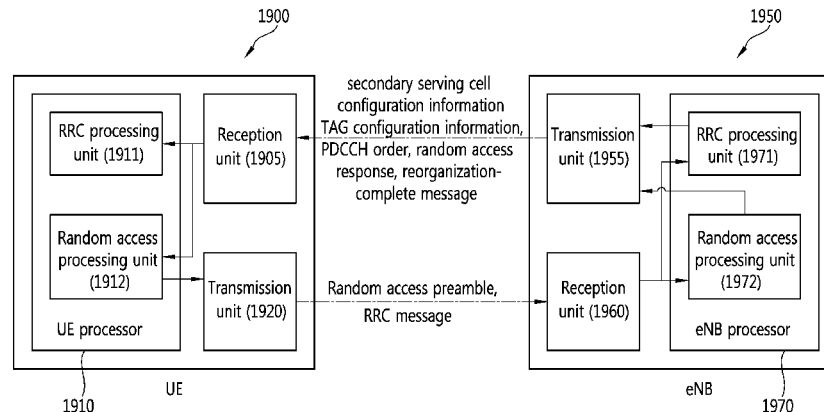 1900
1950
secondary serving cell
configuration information
TAG configuration information,
PDCCH order, random access
response, reorganization-
complete message
RRC processing
unit (1911)
Reception
unit (1905)
Random access
processing unit
(1912)
Transmission
unit (1920)
UE processor
1910
UE
Random access preamble,
RRC message
Transmission
unit (1955)
RRC processing
unit (1971)
Reception
unit (1960)
Random access
processing unit
(1972)
eNB processor
eNB
1970